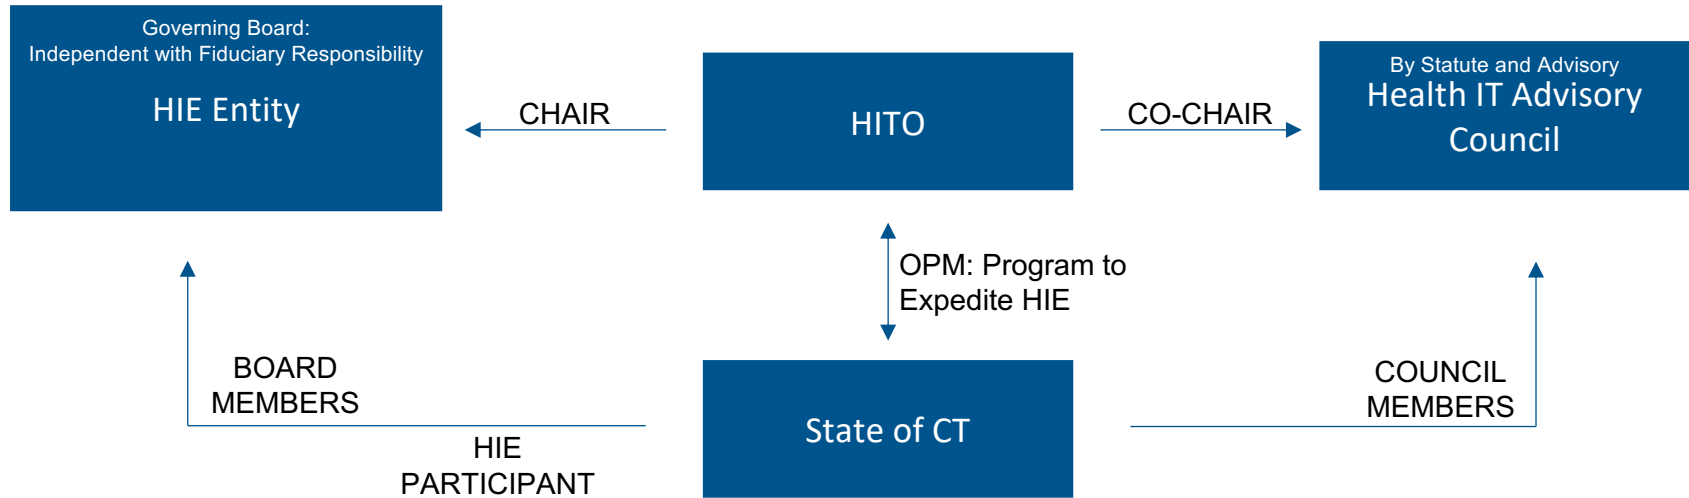 Governing Board:
Independent with Fiduciary Responsibility
HIE Entity
CHAIR
HITO
CO-CHAIR
By Statute and Advisory
Health IT Advisory
Council
OPM: Program to
Expedite HIE
BOARD
MEMBERS
HIE
PARTICIPANT
State of CT
COUNCIL
MEMBERS